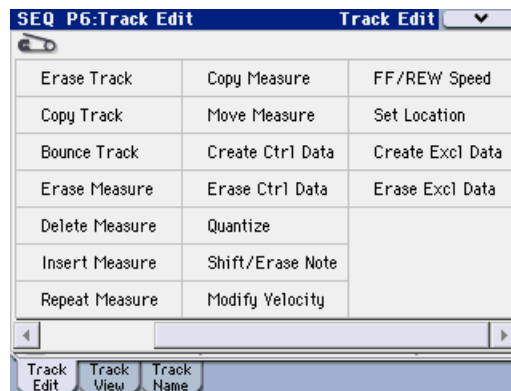 SEQ P6:Track Edit Track Edit
Erase Track Copy Measure FF/REW Speed
Copy Track Move Measure Set Location
Bounce Track Create Ctrl Data Create Excl Data
Erase Measure Erase Ctrl Data Erase Excl Data
Delete Measure Quantize
Insert Measure Shift/Erase Note
Repeat Measure Modify Velocity
Track Edit Track View Track Name